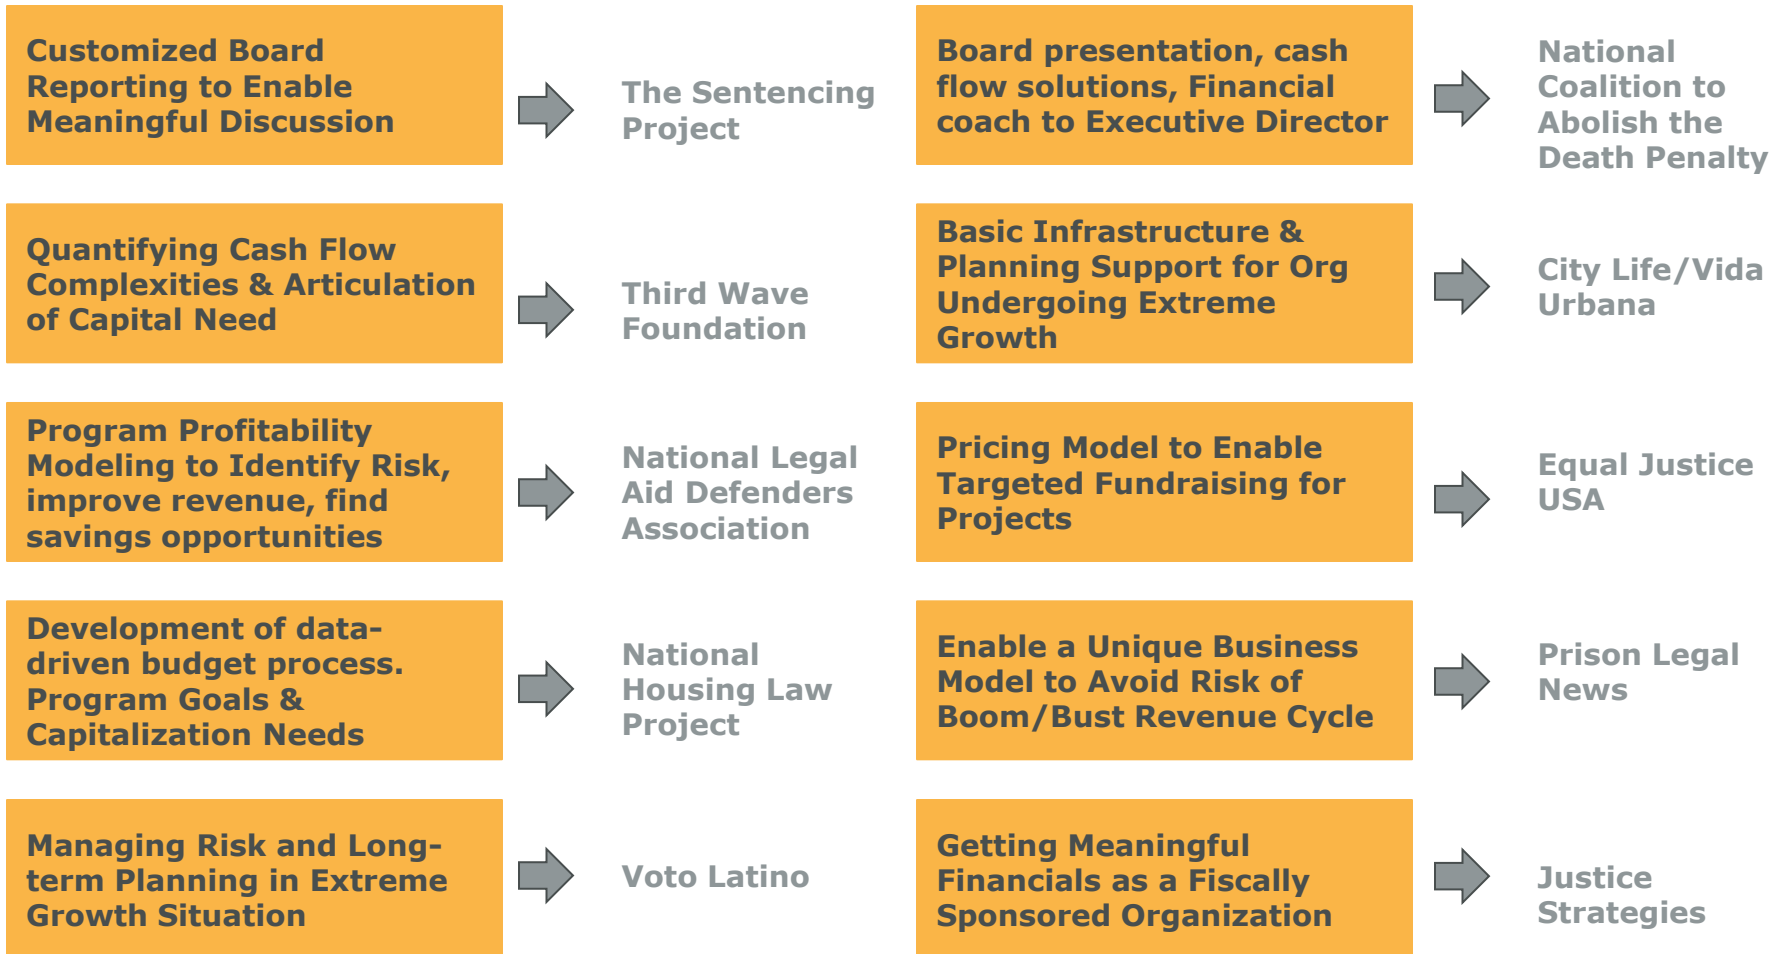 Customized Board
Reporting to Enable
Meaningful Discussion
The Sentencing
Project
Board presentation, cash
flow solutions, Financial
coach to Executive Director
National
Coalition to
Abolish the
Death Penalty
Quantifying Cash Flow
Complexities & Articulation
of Capital Need
Third Wave
Foundation
Basic Infrastructure &
Planning Support for Org
Undergoing Extreme
Growth
City Life/Vida
Urbana
Program Profitability
Modeling to Identify Risk,
improve revenue, find
savings opportunities
National Legal
Aid Defenders
Association
Pricing Model to Enable
Targeted Fundraising for
Projects
Equal Justice
USA
Development of data-
driven budget process.
Program Goals &
Capitalization Needs
National
Housing Law
Project
Enable a Unique Business
Model to Avoid Risk of
Boom/Bust Revenue Cycle
Prison Legal
News
Managing Risk and Long-
term Planning in Extreme
Growth Situation
Voto Latino
Getting Meaningful
Financials as a Fiscally
Sponsored Organization
Justice
Strategies